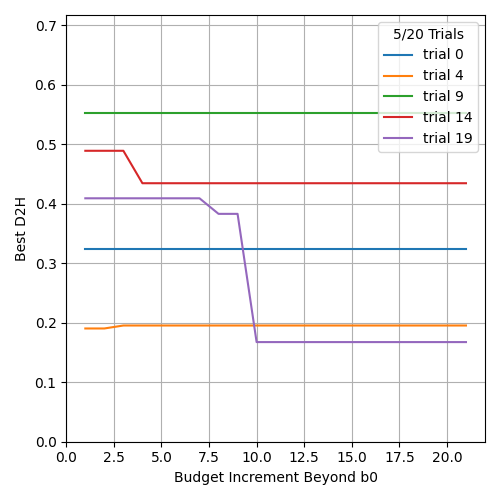 5/20 Trials
trial 0
trial 4
trial 9
trial 14
trial 19
0.7
0.6
0.5
0.4
0.3
0.2
0.1
0.0
Best D2H
0.0 2.5 5.0 7.5 10.0 12.5 15.0 17.5 20.0
Budget Increment Beyond b0